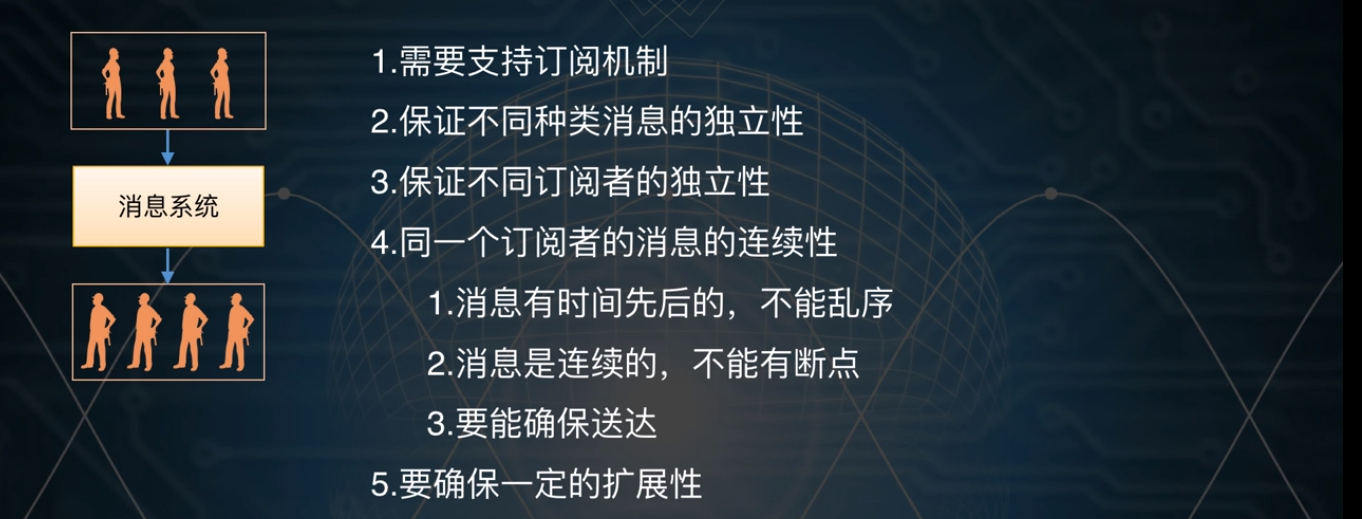 1.需要支持订阅机制
2.保证不同种类消息的独立性
消息系统
3.保证不同订阅者的独立性
4.同一个订阅者的消息的连续性
1.消息有时间先后的，不能乱序
2.消息是连续的，不能有断点
3.要能确保送达
5.要确保一定的扩展性